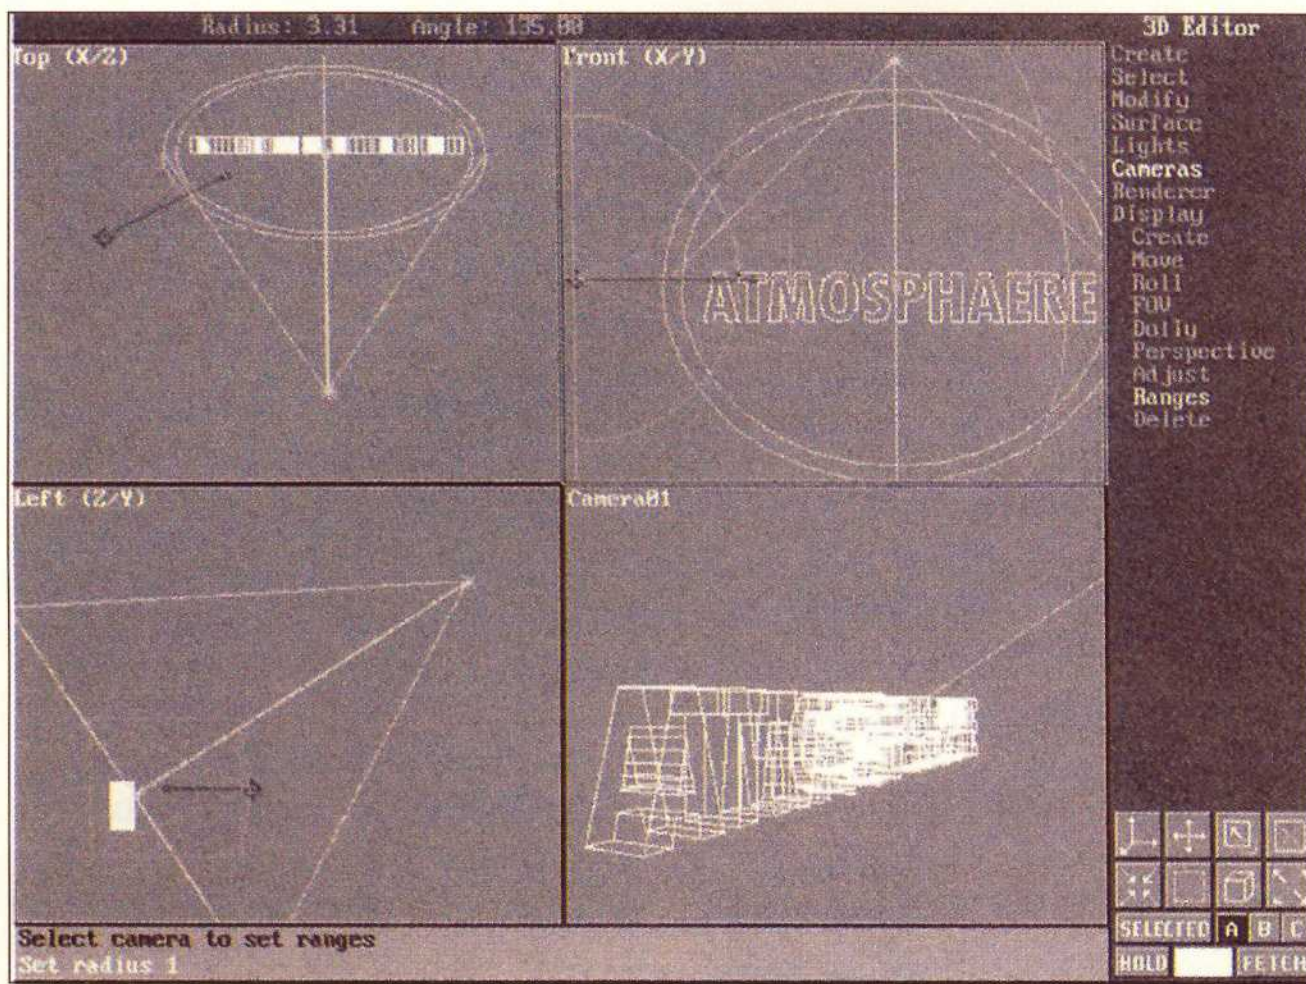 Radius: 3.31 Angle: 135.00
3D Editor
Top (X/Z)
Front (X/Y)
Create
Select
Modify
Surface
Lights
Cameras
Renderer
Display
Create
Move
Roll
FOV
Dolly
Perspective
Adjust
Ranges
Delete
ATMOSPHAERE
Left (Z/Y)
Camera01
Select camera to set ranges
Set radius 1
SELECTED A B C
HOLD FETCH